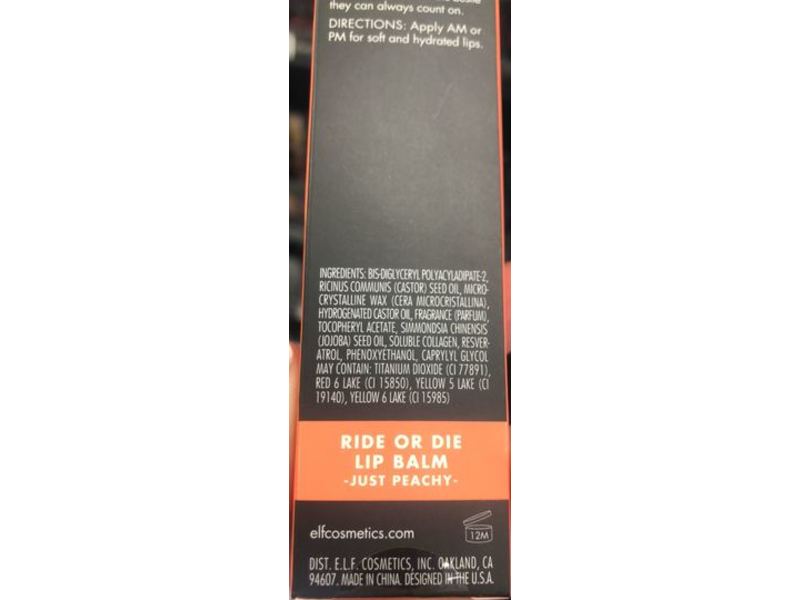 they can always count on.
DIRECTIONS: Apply AM or
PM for soft and hydrated lips.
INGREDIENTS: BIS-DIGLYCERYL POLYACYLADIPATE-2,
RICINUS COMMUNIS (CASTOR) SEED OIL, MICRO-
CRYSTALLINE WAX (CERA MICROCRISTALLINA),
HYDROGENATED CASTOR OIL, FRAGRANCE (PARFUM),
TOCOPHERYL ACETATE, SIMMONDSIA CHINENSIS
(JOJOBA) SEED OIL, SOLUBLE COLLAGEN, RESVER-
ATROL, PHENOXYETHANOL, CAPRYLYL GLYCOL
MAY CONTAIN: TITANIUM DIOXIDE (CI 77891),
RED 6 LAKE (CI 15850), YELLOW 5 LAKE (CI
19140), YELLOW 6 LAKE (CI 15985)
RIDE OR DIE
LIP BALM
-JUST PEACHY-
elfcosmetics.com
12M
DIST. E.L.F. COSMETICS, INC. OAKLAND, CA
94607. MADE IN CHINA. DESIGNED IN THE U.S.A.